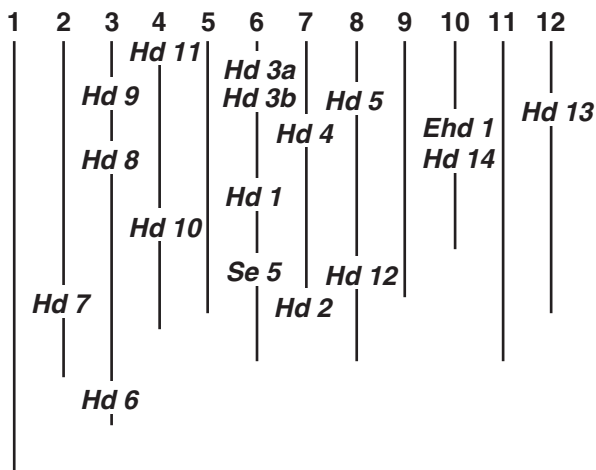 1 2 3 4 5 6 7 8 9 10 11 12
Hd 11
Hd 3a
Hd 9
Hd 3b
Hd 5
Hd 13
Ehd 1
Hd 4
Hd 8
Hd 14
Hd 1
Hd 10
Se 5
Hd 12
Hd 7
Hd 2
Hd 6